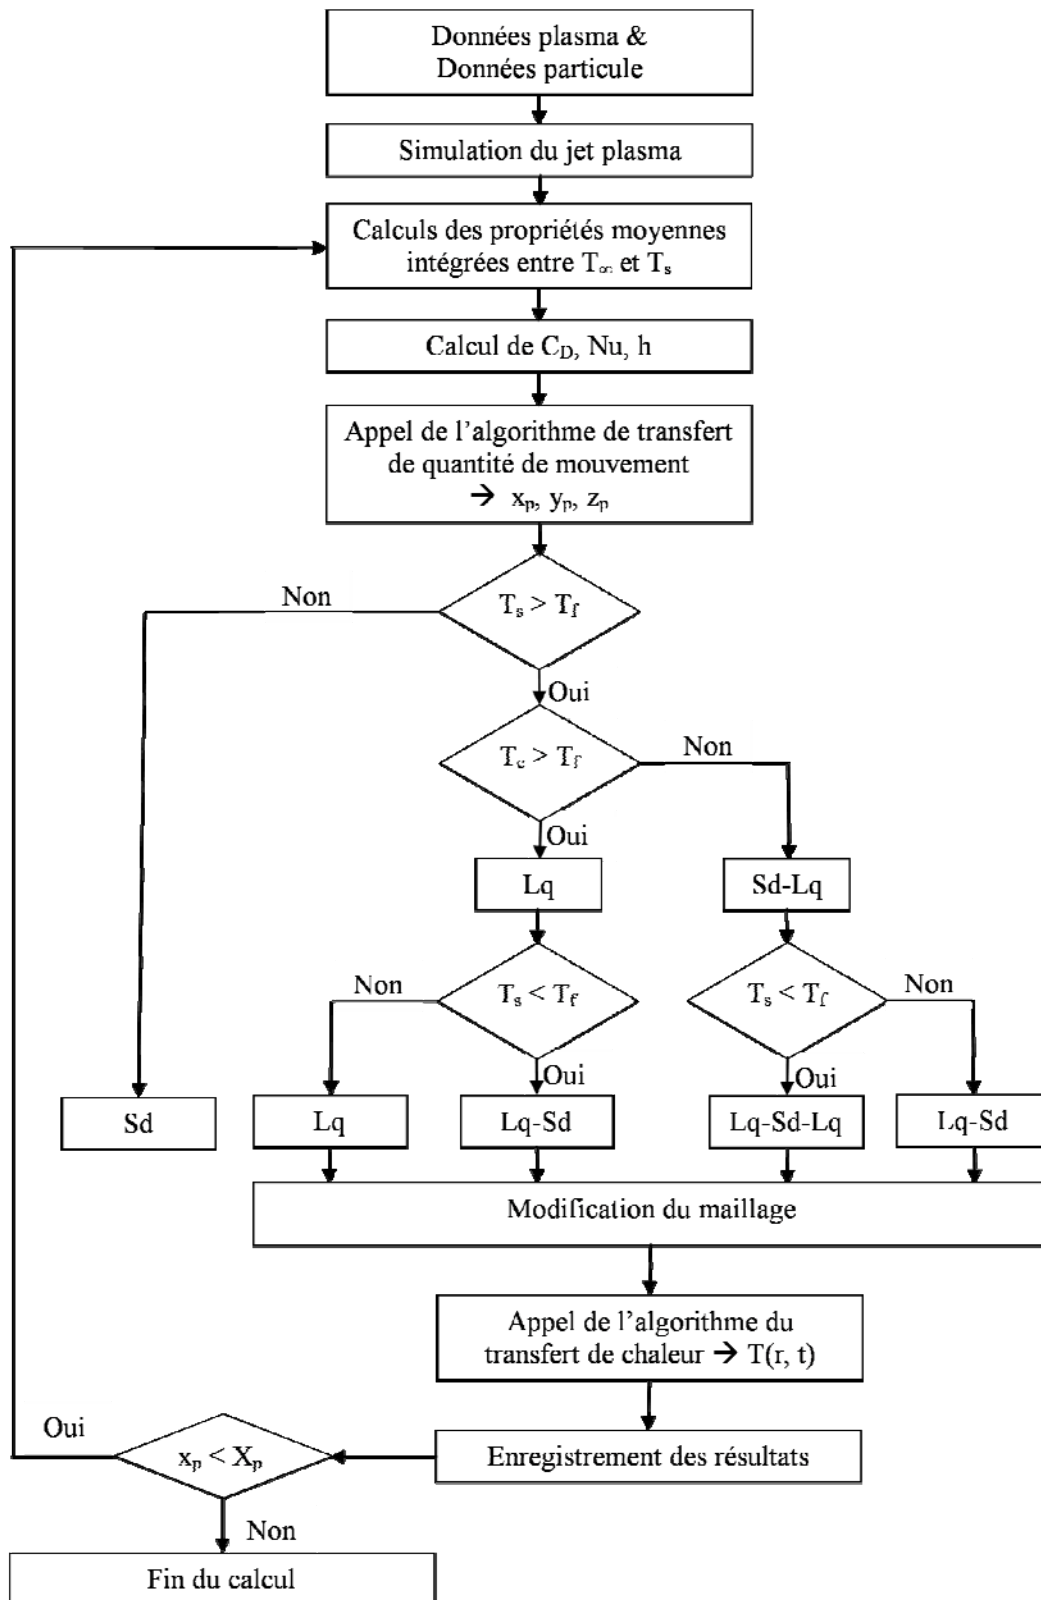 Données plasma &
Données particule
Simulation du jet plasma
Calculs des propriétés moyennes
intégrées entre T∞ et Ts
Calcul de CD, Nu, h
Appel de l'algorithme de transfert
de quantité de mouvement
→ xp, yp, zp
Non
Ts > Tf
Oui
Tc > Tf
Non
Oui
Lq
Sd-Lq
Non
Ts < Tf
Ts < Tf
Non
Oui
Oui
Sd
Lq
Lq-Sd
Lq-Sd-Lq
Lq-Sd
Modification du maillage
Appel de l'algorithme du
transfert de chaleur → T(r, t)
Oui
xp < Xp
Enregistrement des résultats
Non
Fin du calcul